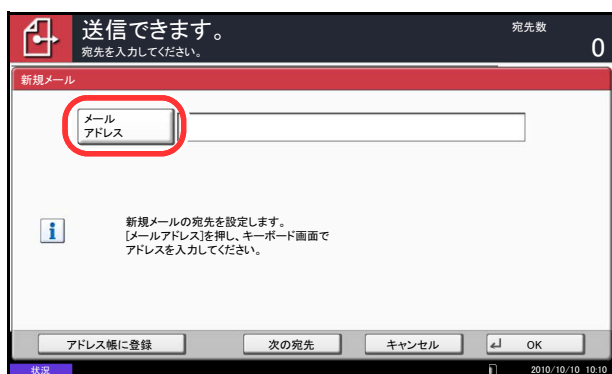 送信できます。
宛先を入力してください。
宛先数
0
新規メール
メール
アドレス
新規メールの宛先を設定します。
[メールアドレス]を押し、キーボード画面で
アドレスを入力してください。
アドレス帳に登録
次の宛先
キャンセル
OK
状況
2010/10/10 10:10